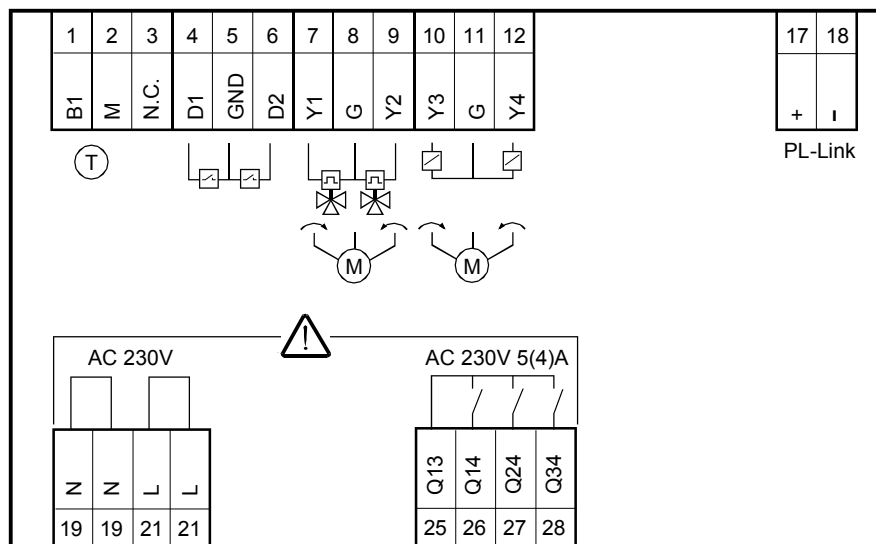 1 2 3 4 5 6 7 8 9 10 11 12 17 18
B1 M N.C. D1 GND D2 Y1 G Y2 Y3 G Y4 + -
T PL-Link
M M
!
AC 230V AC 230V 5(4)A
N N L L Q13 Q14 Q24 Q34
19 19 21 21 25 26 27 28